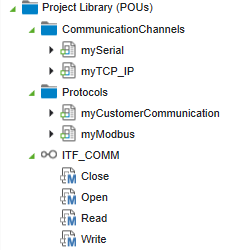 Project Library (POUs)
CommunicationChannels
mySerial
myTCP_IP
Protocols
myCustomerCommunication
myModbus
ITF_COMM
Close
Open
Read
Write